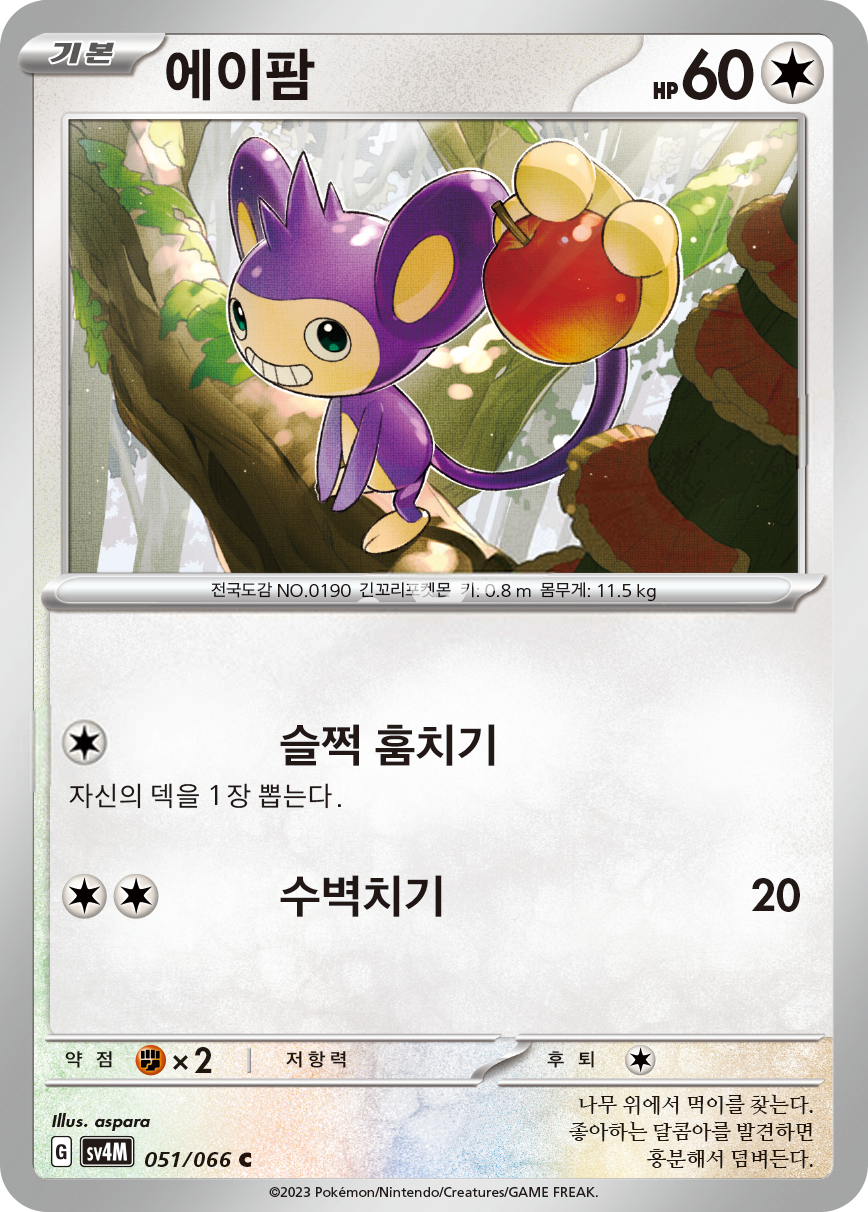 기본
에이팜
HP 60
전국도감 NO.0190 긴꼬리포켓몬 키: 0.8 m 몸무게: 11.5 kg
슬쩍 훔치기
자신의 덱을 1장 뽑는다.
수벽치기 20
약점 ×2 저항력 후퇴
나무 위에서 먹이를 찾는다.
좋아하는 달콤아를 발견하면
흥분해서 덤벼든다.
Illus. aspara
G sv4M 051/066 C
©2023 Pokémon/Nintendo/Creatures/GAME FREAK.